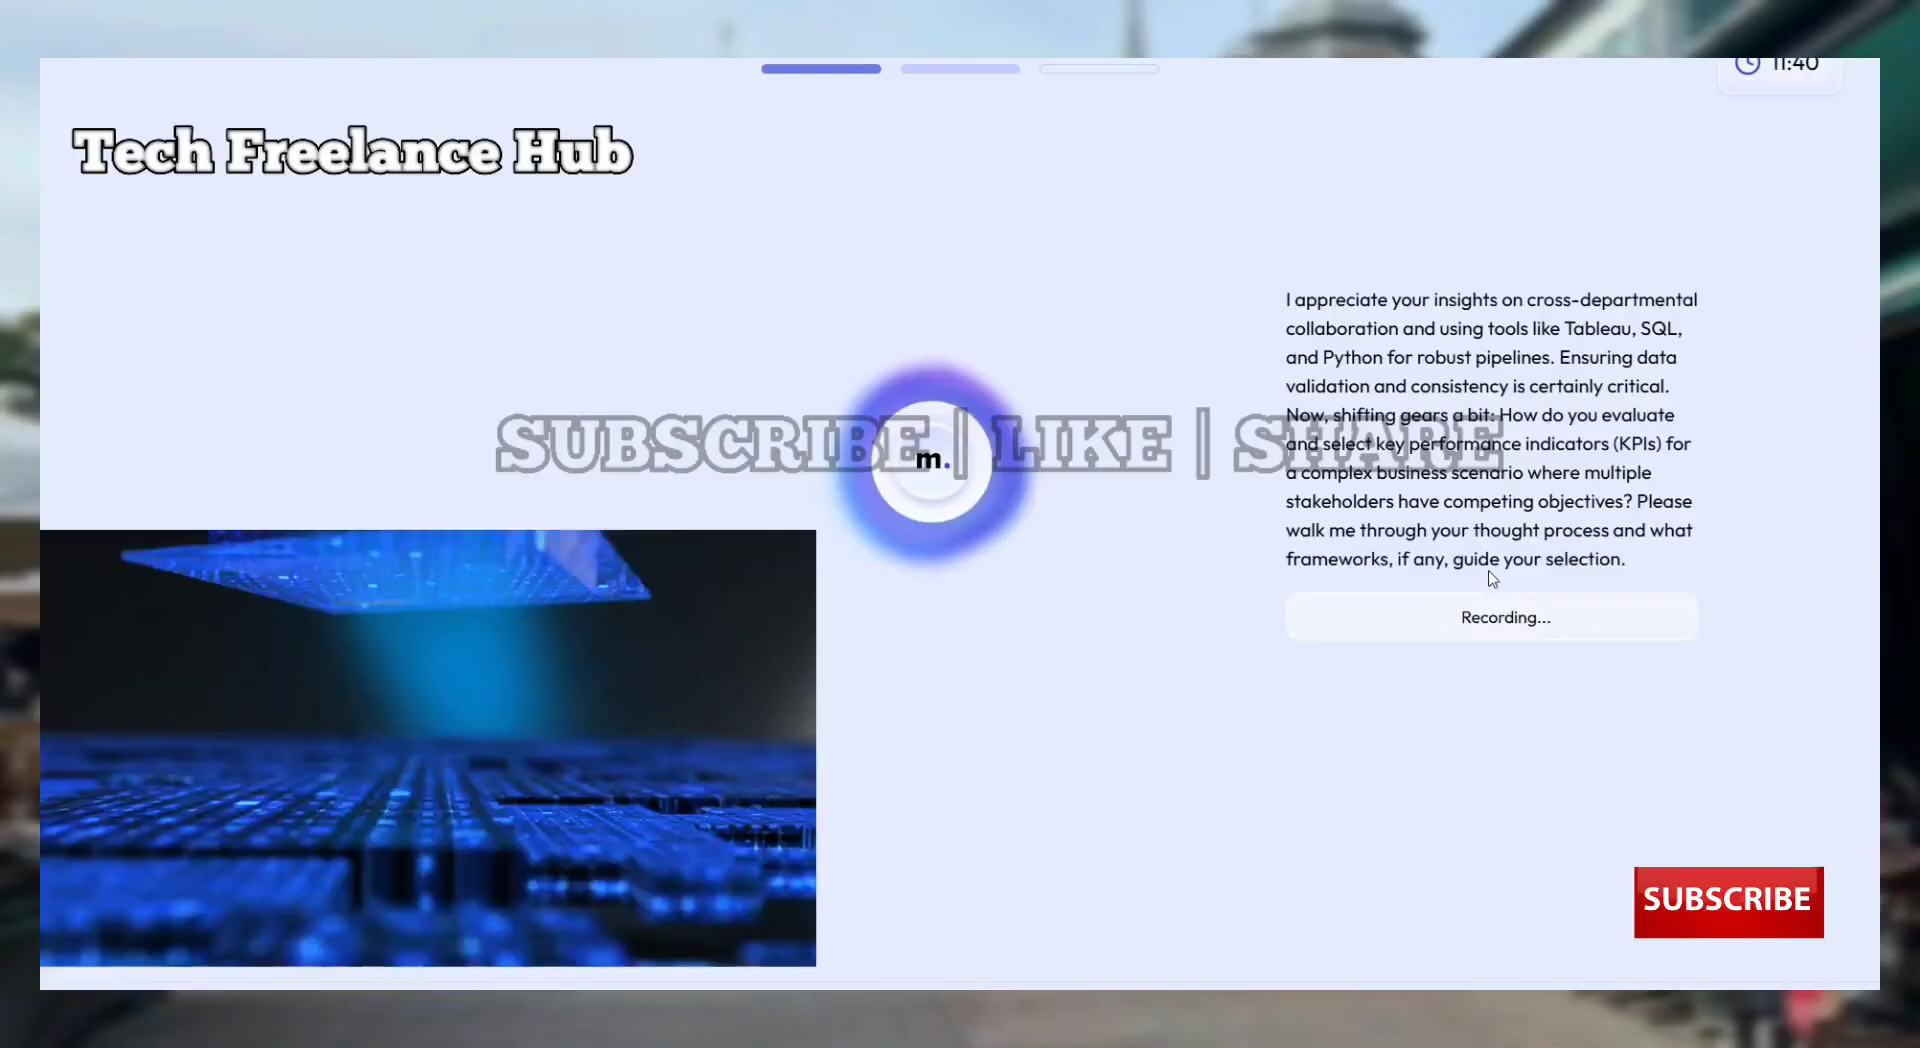 11:40
Tech Freelance Hub
I appreciate your insights on cross-departmental
collaboration and using tools like Tableau, SQL,
and Python for robust pipelines. Ensuring data
validation and consistency is certainly critical.
Now, shifting gears a bit: How do you evaluate
and select key performance indicators (KPIs) for
a complex business scenario where multiple
stakeholders have competing objectives? Please
walk me through your thought process and what
frameworks, if any, guide your selection.
SUBSCRIBE | LIKE | SHARE
m.
Recording...
SUBSCRIBE